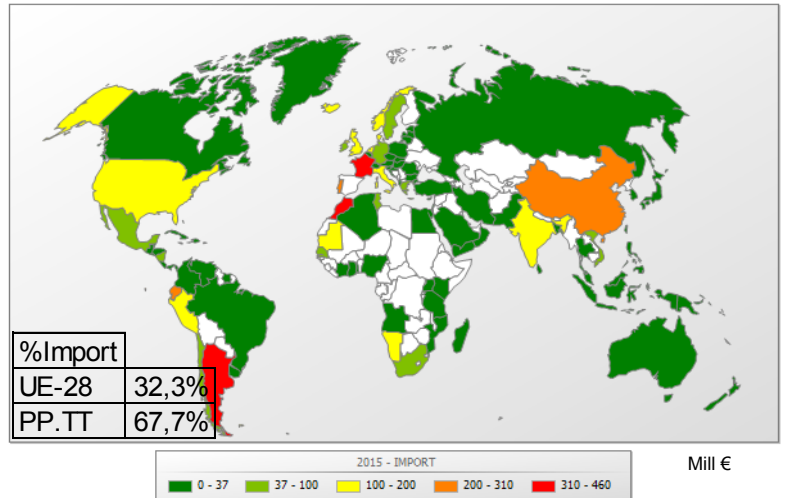 %Import
UE-28 32,3%
PP.TT 67,7%
Mill €
2015 - IMPORT
0 - 37 37 - 100 100 - 200 200 - 310 310 - 460